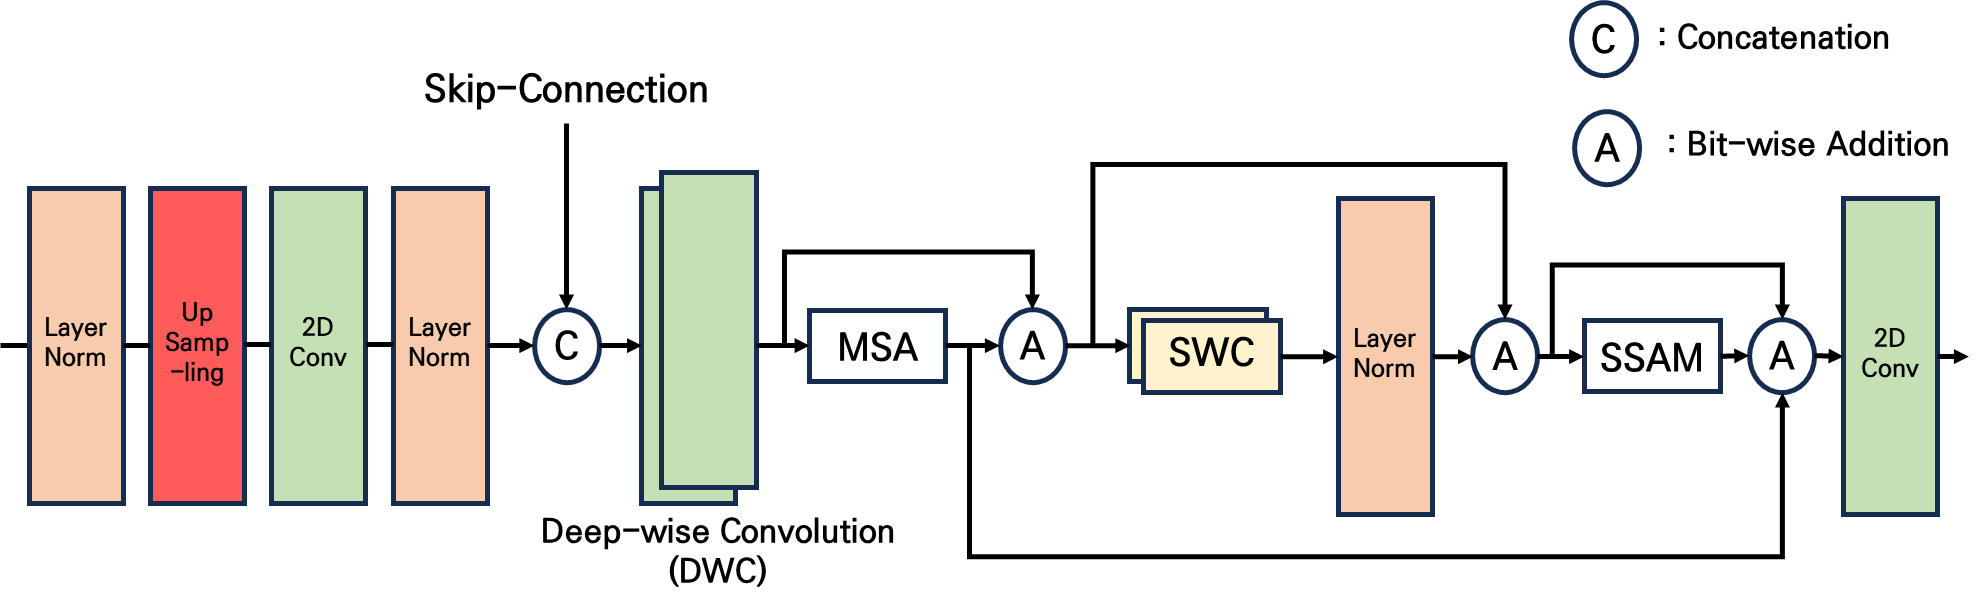 C : Concatenation
A : Bit-wise Addition
Skip-Connection
Layer
Norm
Up
Samp
-ling
2D
Conv
Layer
Norm
C
Deep-wise Convolution
(DWC)
MSA
A
SWC
Layer
Norm
A
SSAM
A
2D
Conv